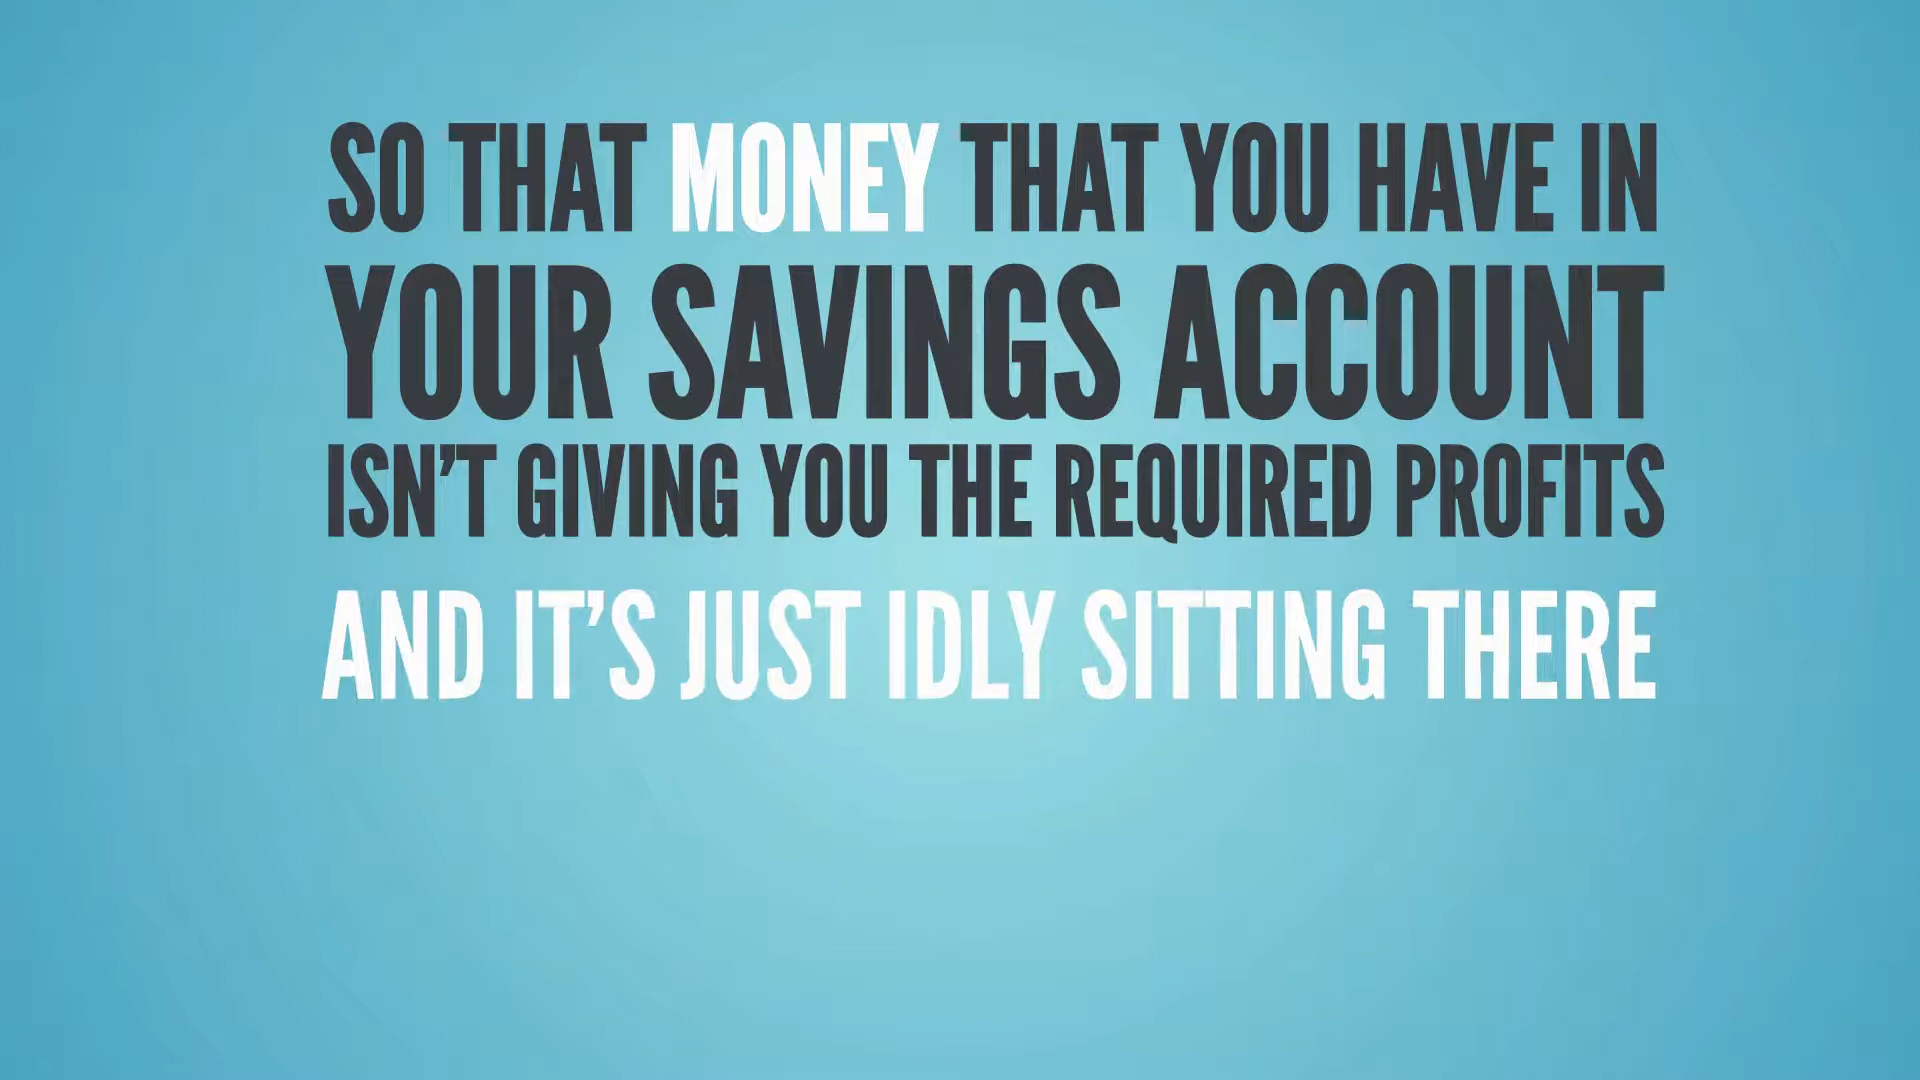 SO THAT MONEY THAT YOU HAVE IN
YOUR SAVINGS ACCOUNT
ISN'T GIVING YOU THE REQUIRED PROFITS
AND IT'S JUST IDLY SITTING THERE